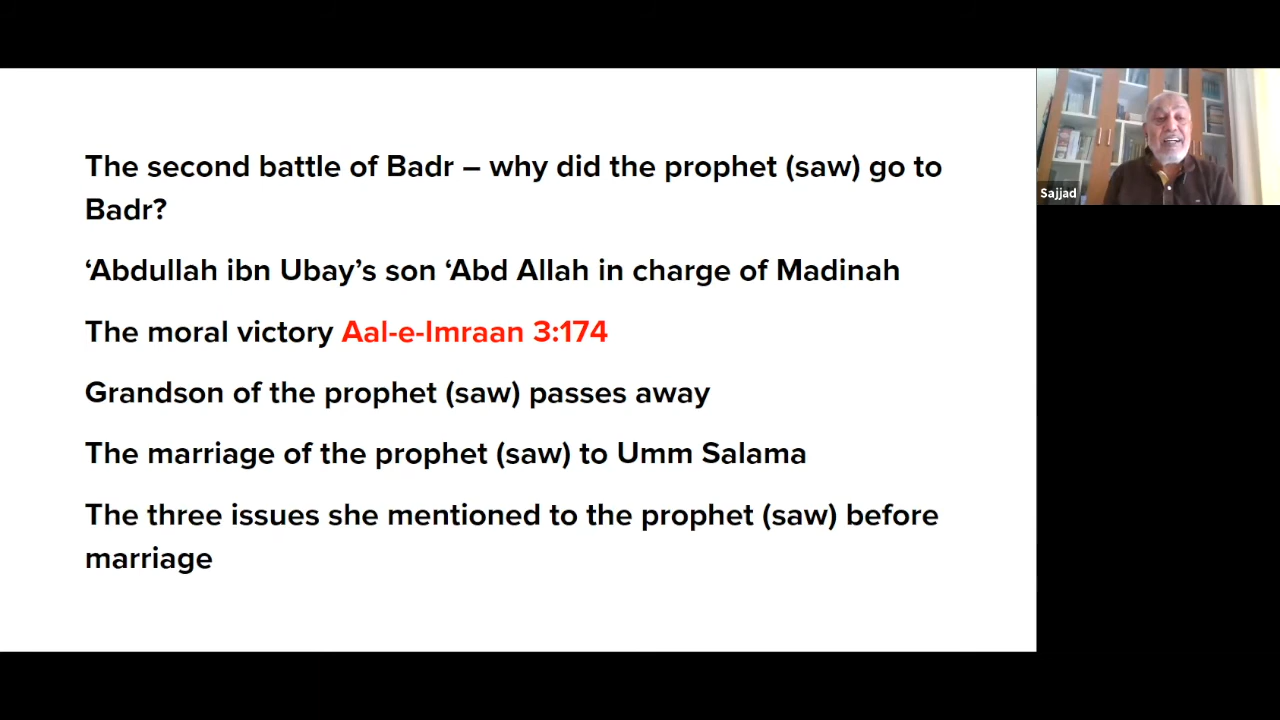 The second battle of Badr – why did the prophet (saw) go to
Badr?
‘Abdullah ibn Ubay’s son ‘Abd Allah in charge of Madinah
The moral victory Aal-e-Imraan 3:174
Grandson of the prophet (saw) passes away
The marriage of the prophet (saw) to Umm Salama
The three issues she mentioned to the prophet (saw) before
marriage
Sajjad